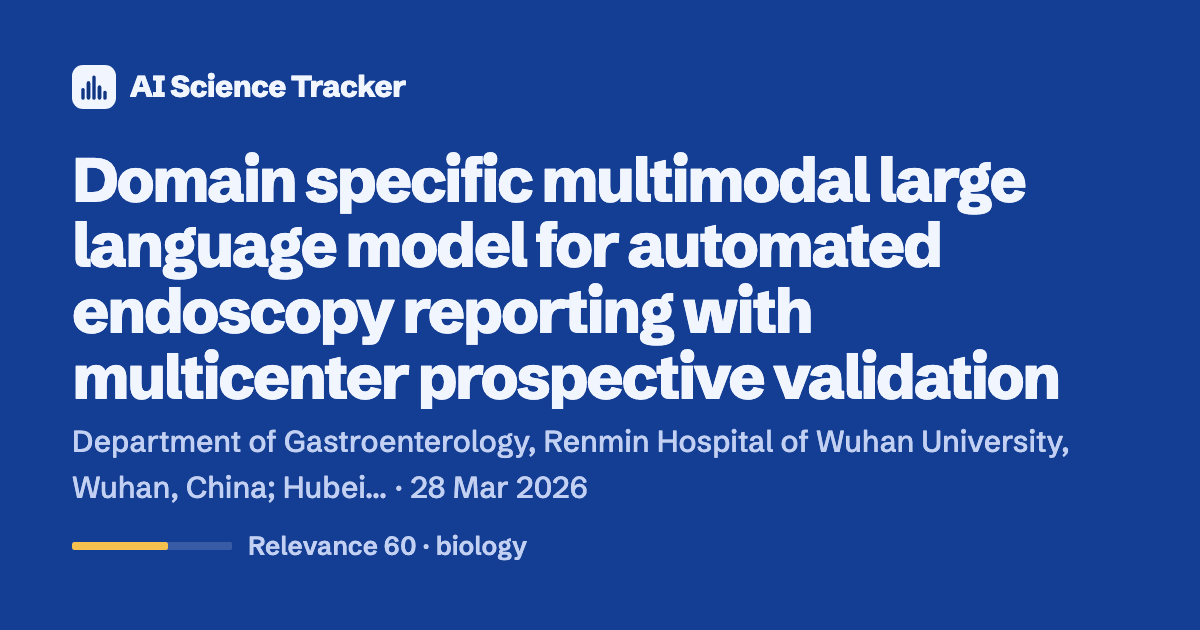 AI Science Tracker
Domain specific multimodal large
language model for automated
endoscopy reporting with
multicenter prospective validation
Department of Gastroenterology, Renmin Hospital of Wuhan University,
Wuhan, China; Hubei... · 28 Mar 2026
Relevance 60 · biology